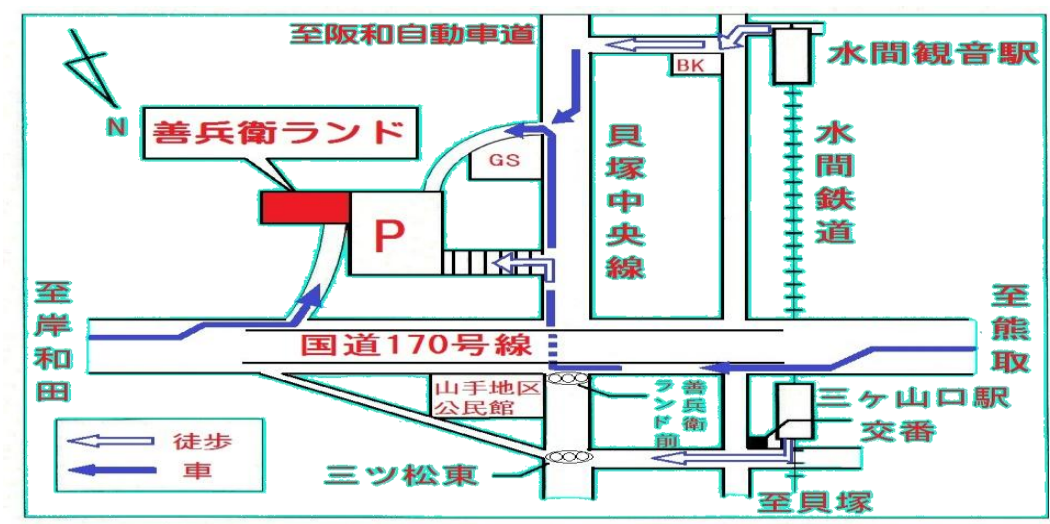 至阪和自動車道
BK
水間観音駅
N
善兵衛ランド
GS
貝塚中央線
水間鉄道
P
至岸和田
国道170号線
至熊取
山手地区
公民館
善兵衛
ランド前
三ヶ山口駅
交番
徒歩
車
三ツ松東
至貝塚